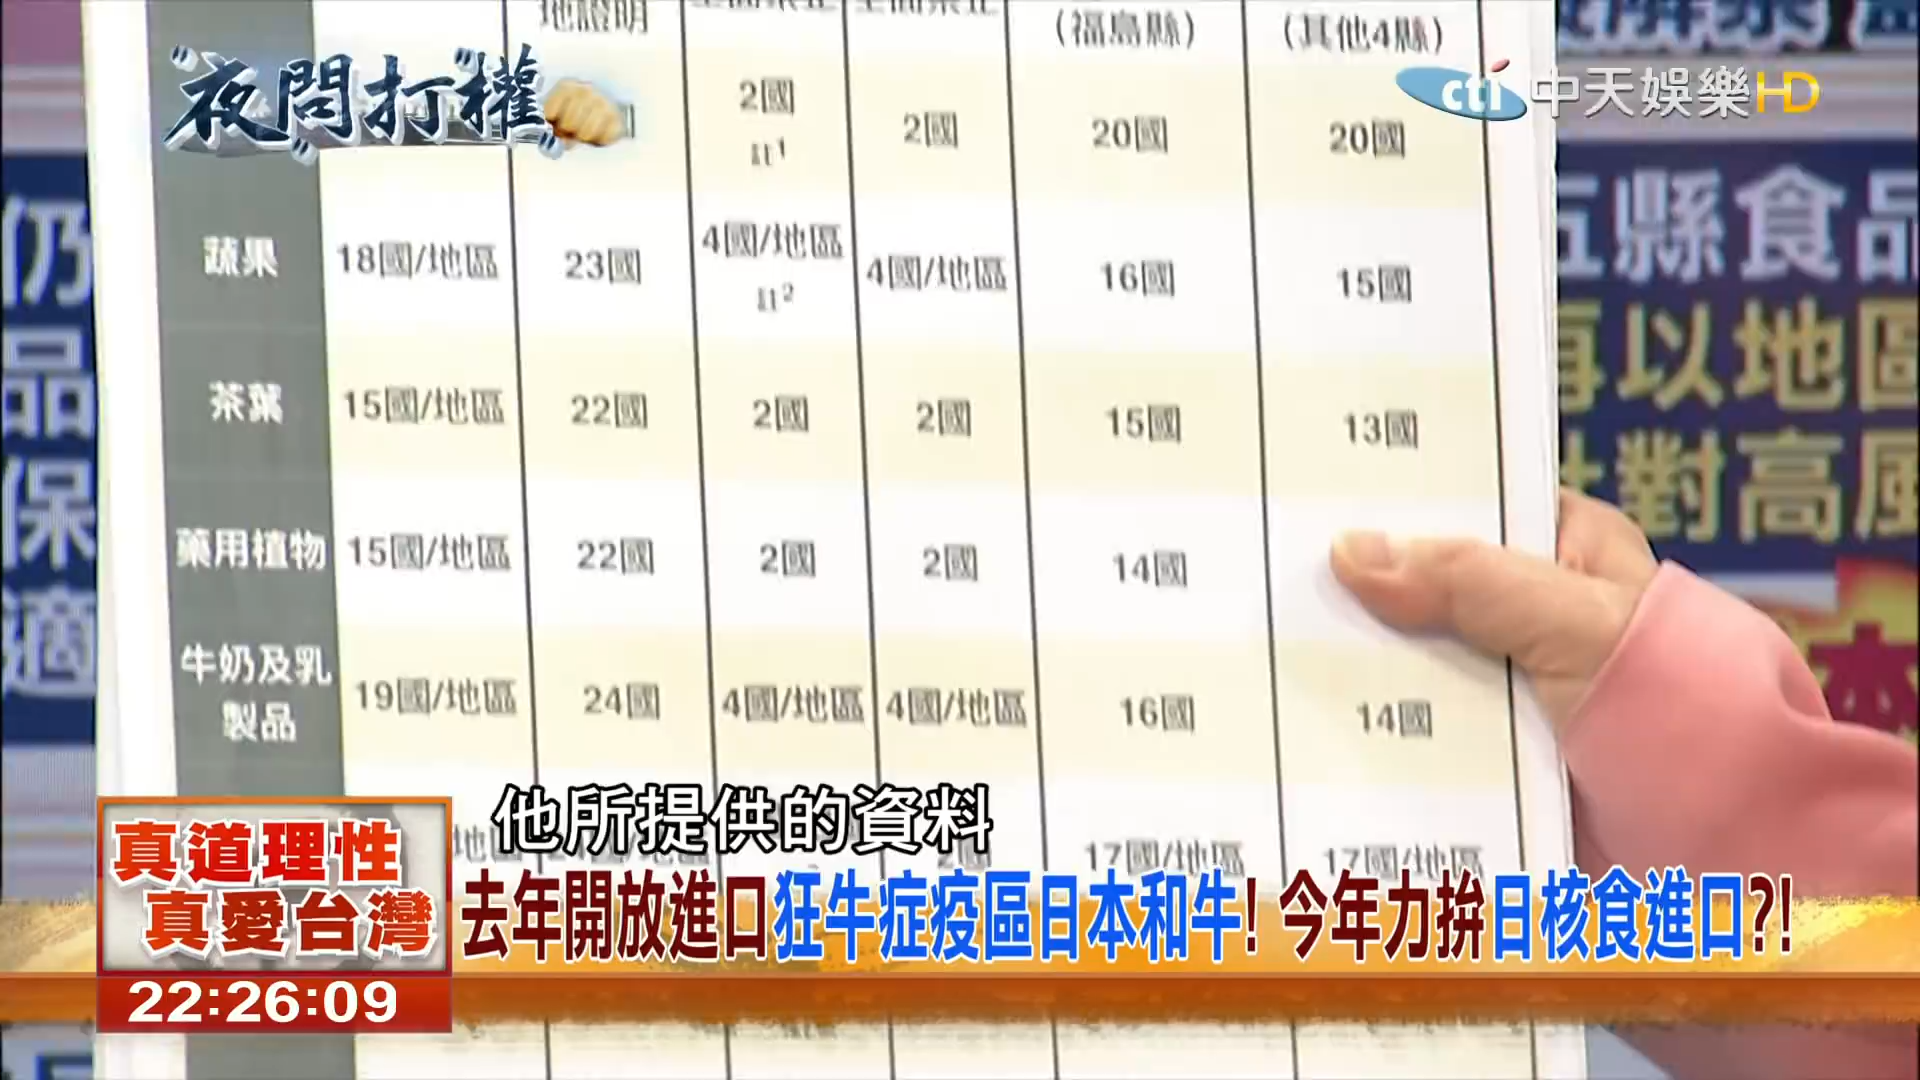 地證明
(福島縣)
(其他4縣)
"夜"問打"權"
cti 中天娛樂HD
2國
註1
2國
20國
20國
蔬果
18國/地區
23國
4國/地區
註2
4國/地區
16國
15國
茶葉
15國/地區
22國
2國
2國
15國
13國
藥用植物
15國/地區
22國
2國
2國
14國
牛奶及乳
製品
19國/地區
24國
4國/地區
4國/地區
16國
14國
2國
17國/地區
17國/地區
仍
品
保
適
五縣食品
再以地區
對高風
本
他所提供的資料
真道理性
真愛台灣
去年開放進口狂牛症疫區日本和牛! 今年力拚日核食進口?!
22:26:09